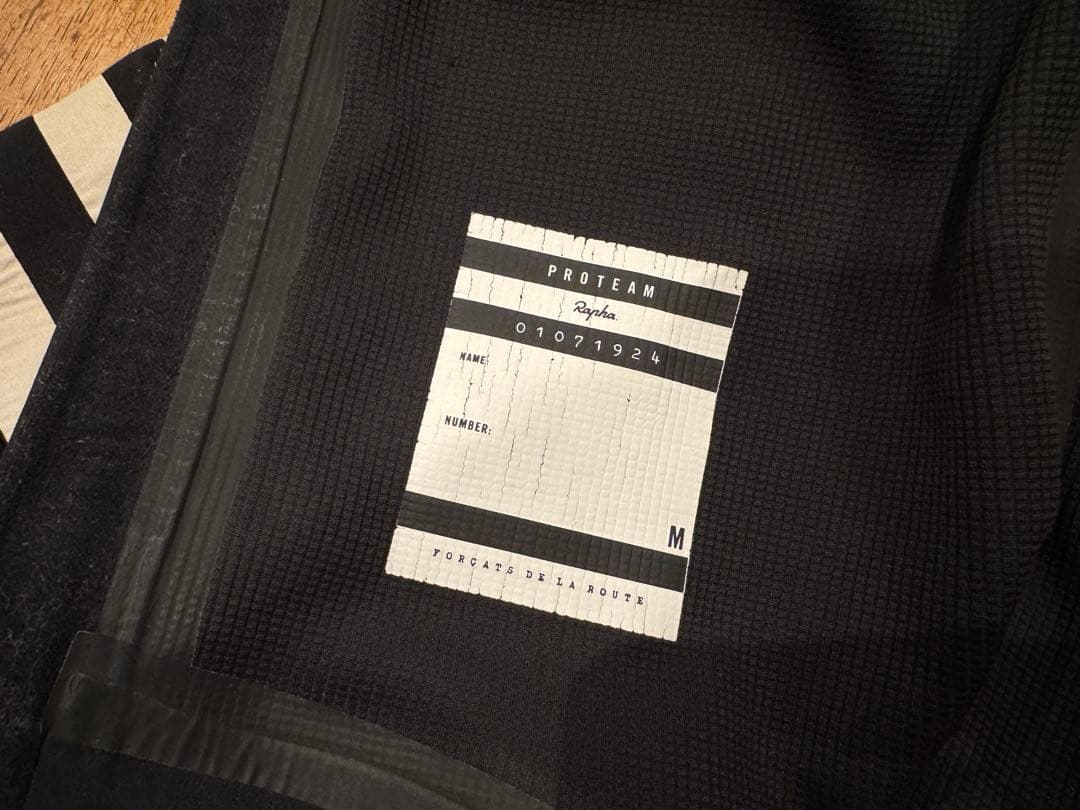 PROTEAM
Rapha.
01071924
NAME:
NUMBER:
M
FORÇATS DE LA ROUTE